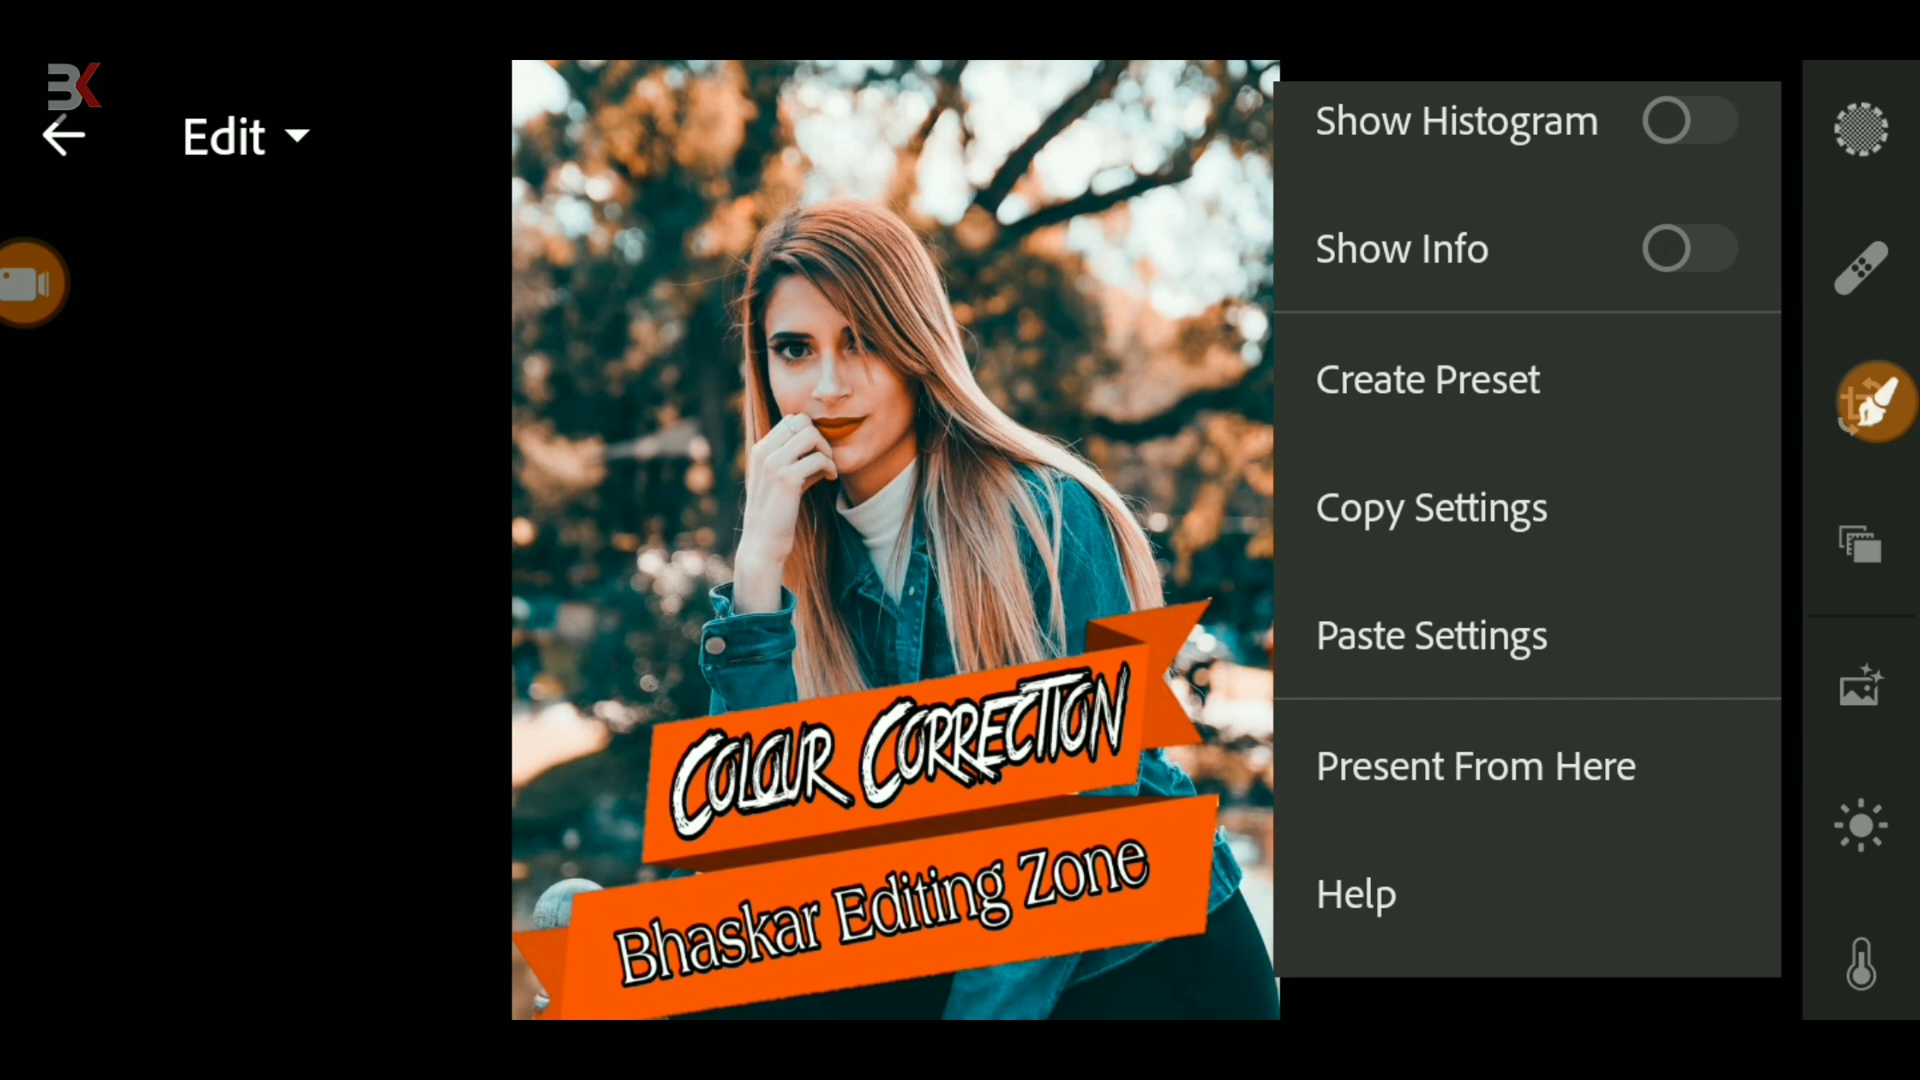 BK
Edit
Show Histogram
Show Info
Create Preset
Copy Settings
Paste Settings
Present From Here
Help
COLOUR CORRECTION
Bhaskar Editing Zone